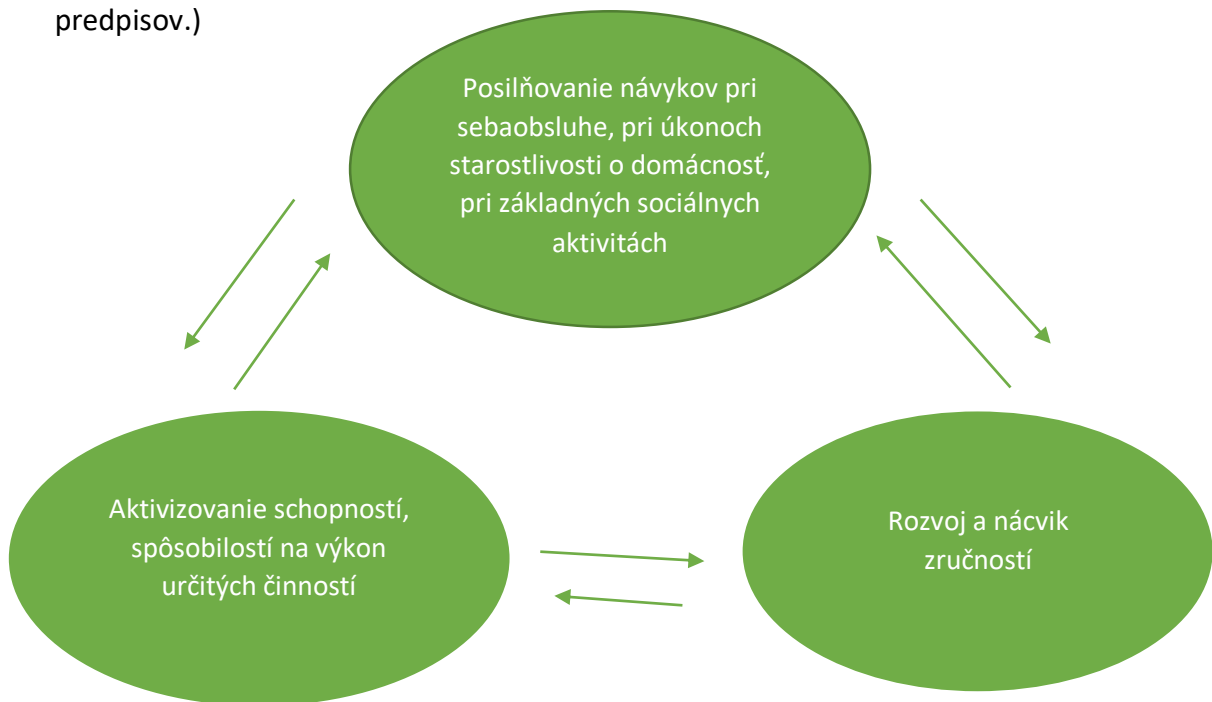 predpisov.)
Posilňovanie návykov pri
sebaobsluhe, pri úkonoch
starostlivosti o domácnosť,
pri základných sociálnych
aktivitách
Aktivizovanie schopností,
spôsobilostí na výkon
určitých činností
Rozvoj a nácvik
zručností